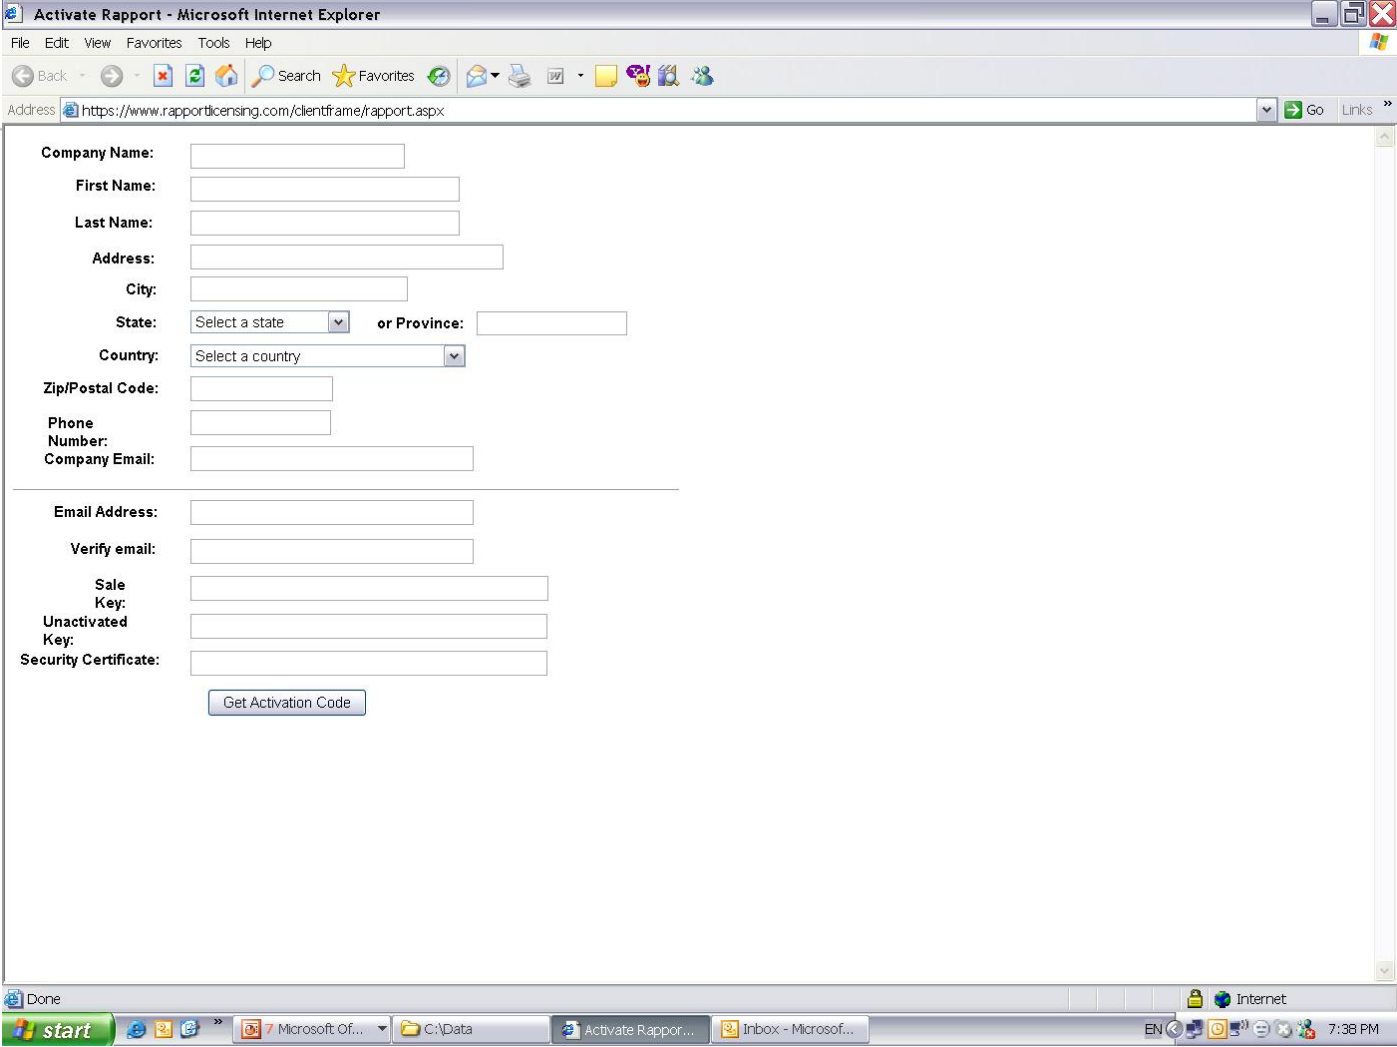 Activate Rapport - Microsoft Internet Explorer
File Edit View Favorites Tools Help
Back Search Favorites
Address https://www.rapportlicensing.com/clientframe/rapport.aspx Go Links »
Company Name:
First Name:
Last Name:
Address:
City:
State: Select a state or Province:
Country: Select a country
Zip/Postal Code:
Phone
Number:
Company Email:
Email Address:
Verify email:
Sale
Key:
Unactivated
Key:
Security Certificate:
Get Activation Code
Done Internet
start » 7 Microsoft Of... C:\Data Activate Rappor... Inbox - Microsof... EN 7:38 PM